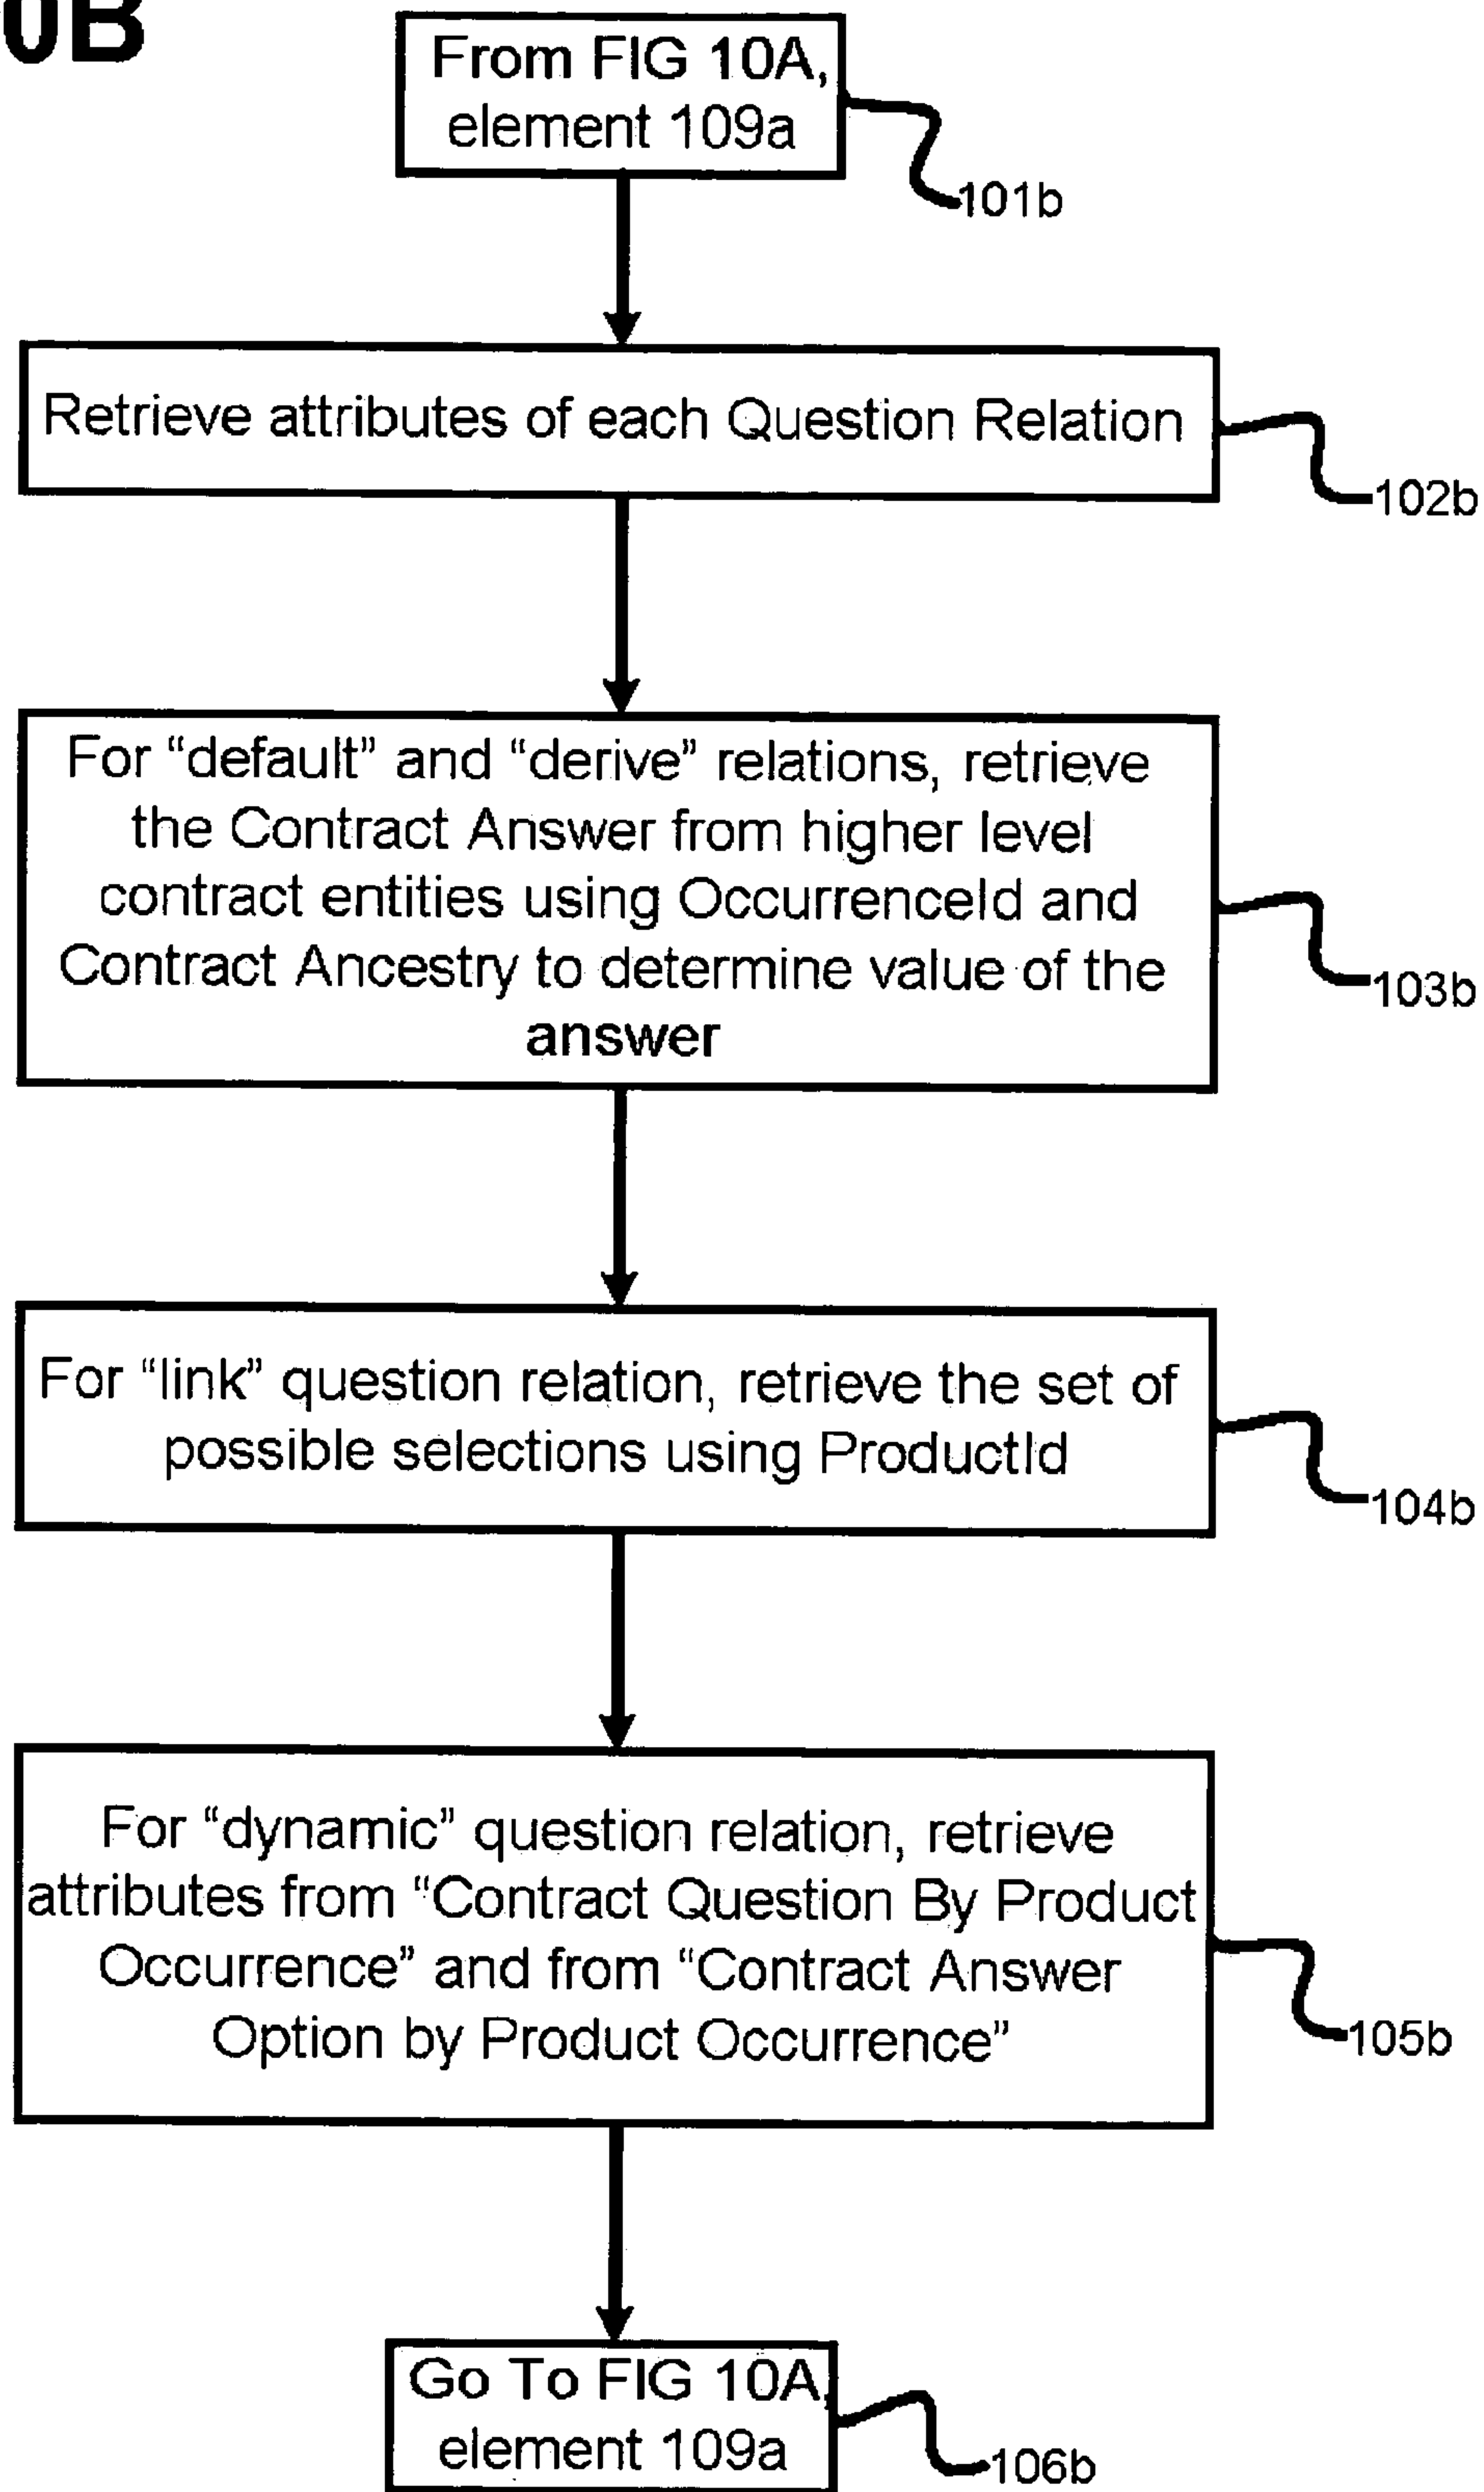 0B
From FIG 10A,
element 109a
101b
Retrieve attributes of each Question Relation
102b
For “default” and “derive” relations, retrieve
the Contract Answer from higher level
contract entities using OccurrenceId and
Contract Ancestry to determine value of the
answer
103b
For “link” question relation, retrieve the set of
possible selections using ProductId
104b
For “dynamic” question relation, retrieve
attributes from “Contract Question By Product
Occurrence” and from “Contract Answer
Option by Product Occurrence”
105b
Go To FIG 10A,
element 109a
106b